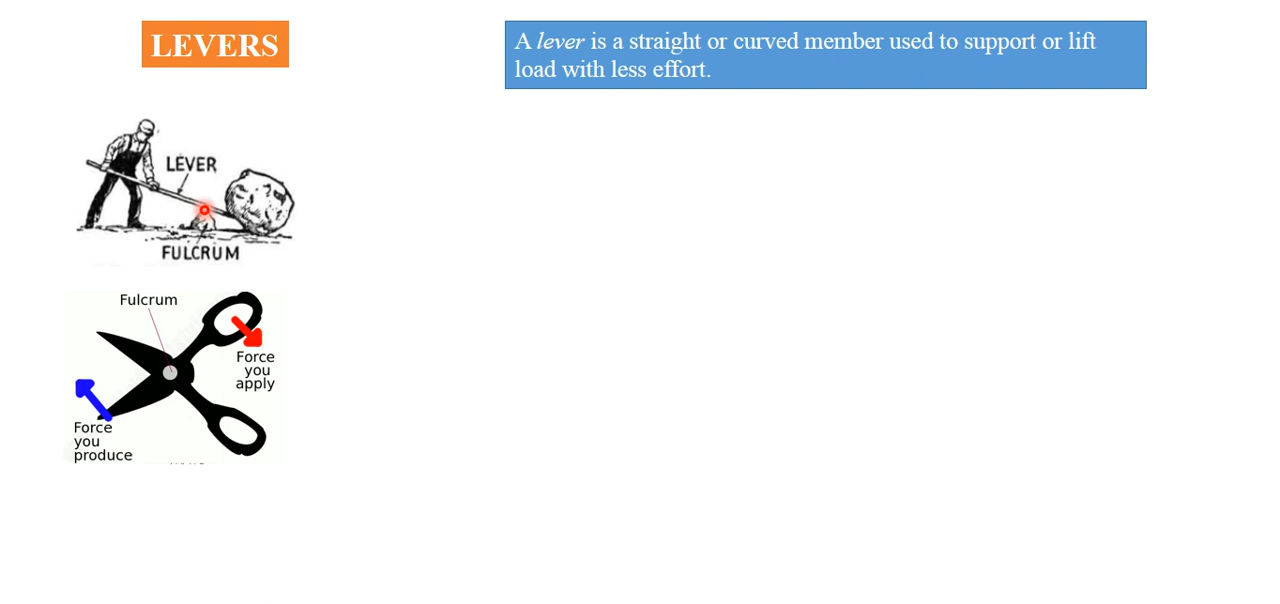 LEVERS
A lever is a straight or curved member used to support or lift
load with less effort.
LEVER
FULCRUM
Fulcrum
Force
you
apply
Force
you
produce